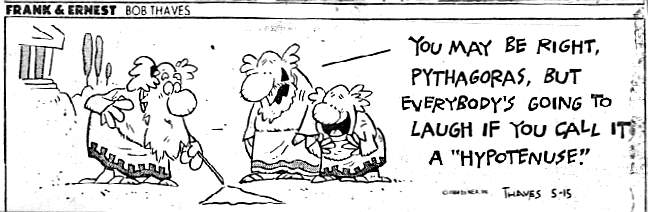 FRANK & ERNEST BOB THAVES
YOU MAY BE RIGHT,
PYTHAGORAS, BUT
EVERYBODY'S GOING TO
LAUGH IF YOU CALL IT
A "HYPOTENUSE."
THAVES 5-15